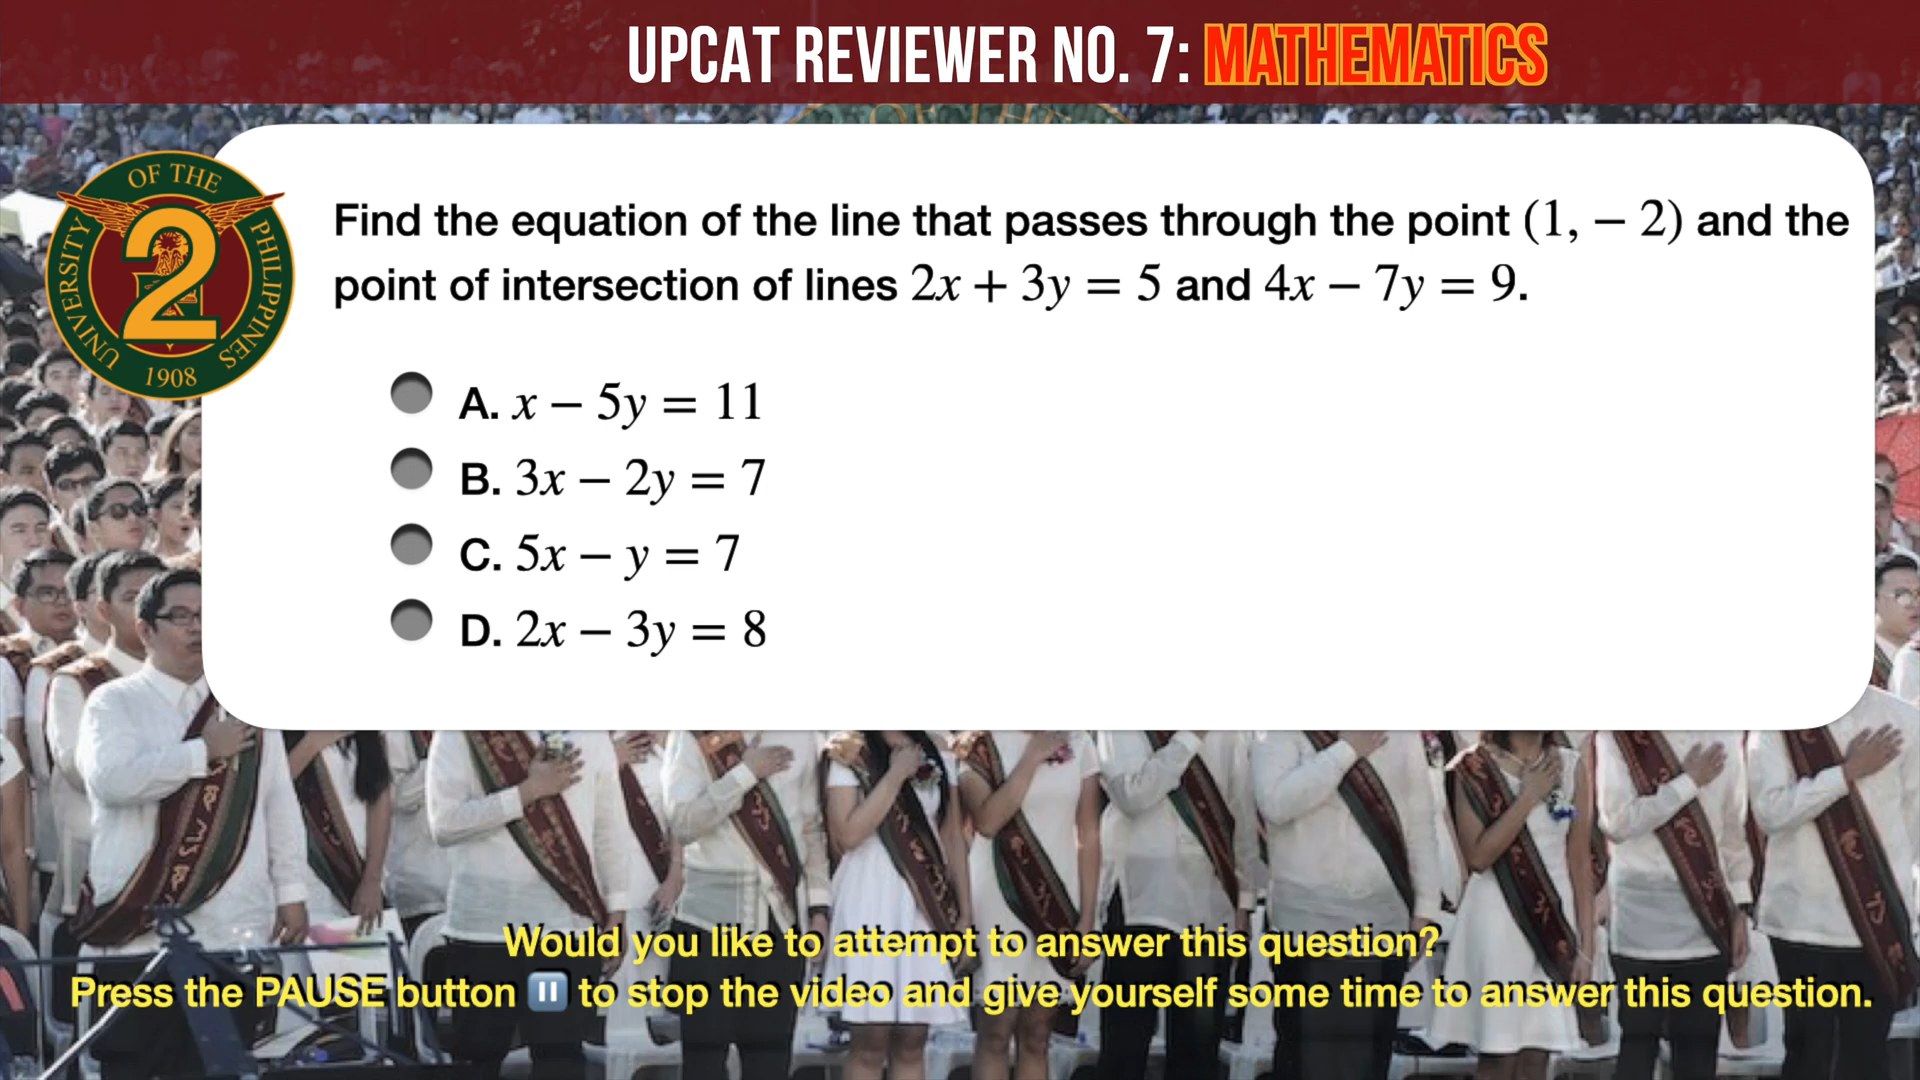 UPCAT REVIEWER NO. 7: MATHEMATICS
UNIVERSITY OF THE PHILIPPINES
2
1908
Find the equation of the line that passes through the point (1, − 2) and the
point of intersection of lines 2x + 3y = 5 and 4x − 7y = 9.
A. x − 5y = 11
B. 3x − 2y = 7
C. 5x − y = 7
D. 2x − 3y = 8
Would you like to attempt to answer this question?
Press the PAUSE button ⏸ to stop the video and give yourself some time to answer this question.